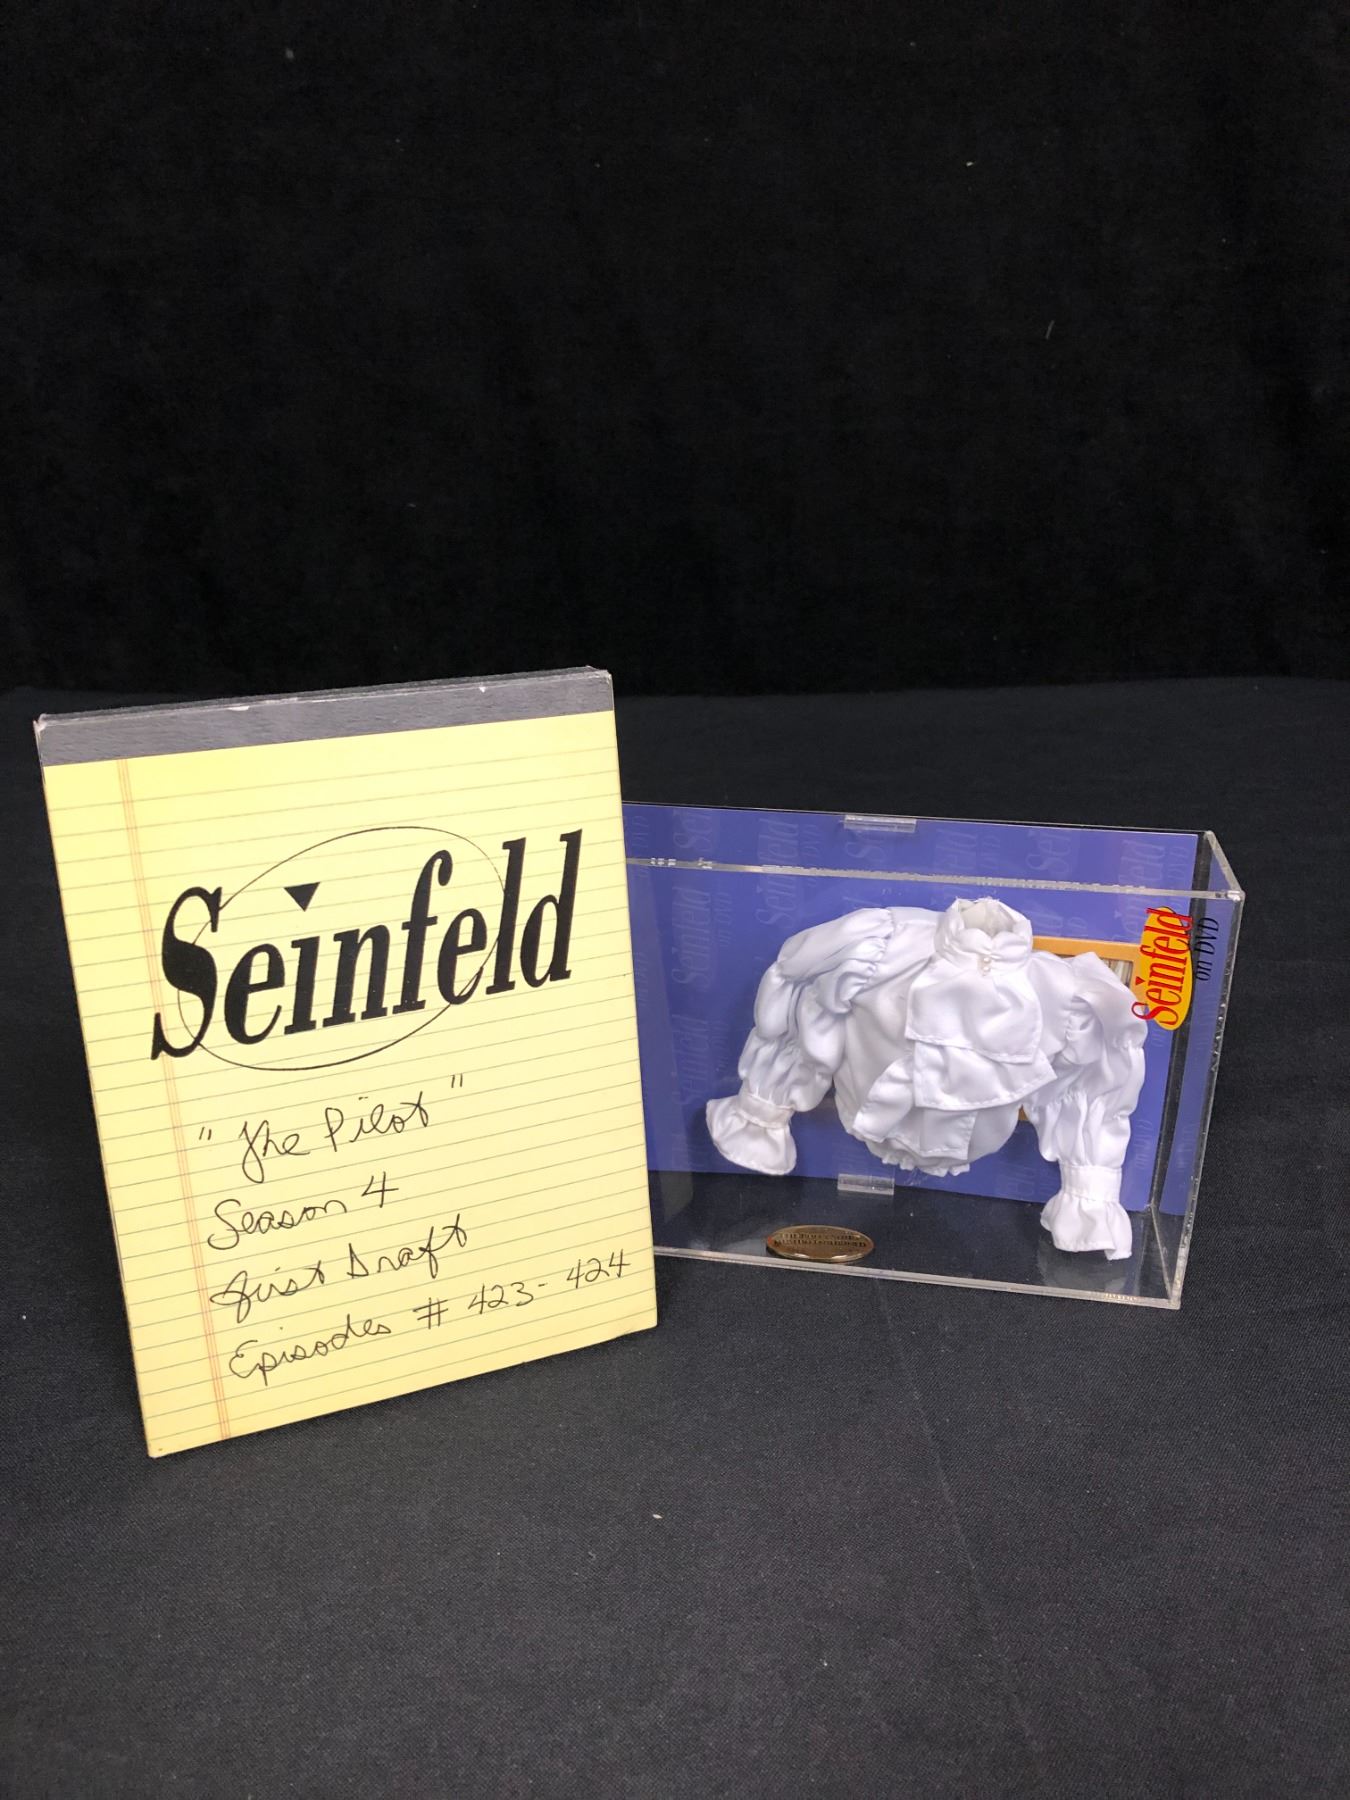 Seinfeld
"The Pilot"
Season 4
first Draft
Episodes # 423-424
Seinfeld
on DVD